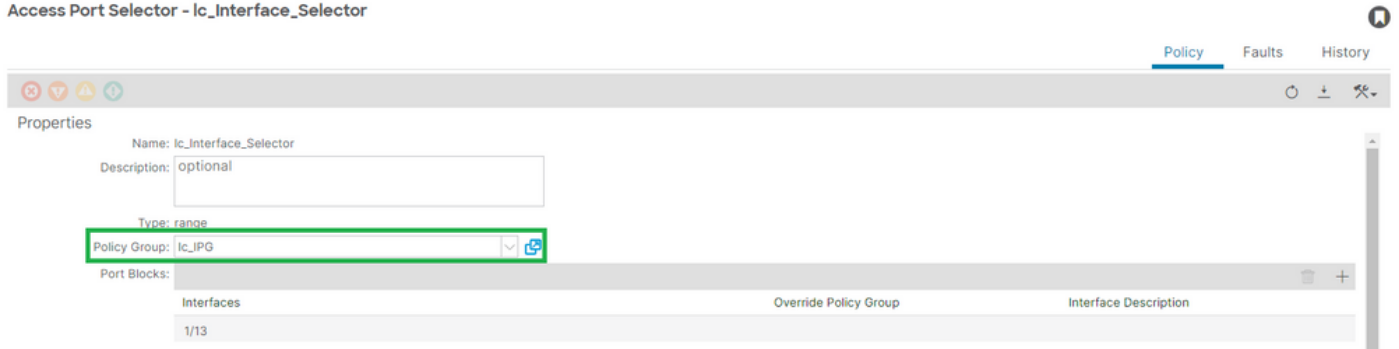 Access Port Selector - lc_Interface_Selector
Policy Faults History
Properties
Name: lc_Interface_Selector
Description: optional
Type: range
Policy Group: lc_IPG
Port Blocks:
Interfaces Override Policy Group Interface Description
1/13